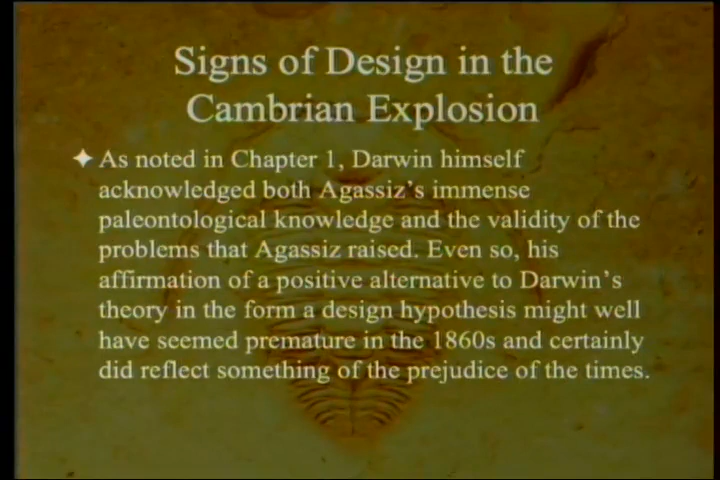 Signs of Design in the
Cambrian Explosion
As noted in Chapter 1, Darwin himself
acknowledged both Agassiz's immense
paleontological knowledge and the validity of the
problems that Agassiz raised. Even so, his
affirmation of a positive alternative to Darwin's
theory in the form a design hypothesis might well
have seemed premature in the 1860s and certainly
did reflect something of the prejudice of the times.